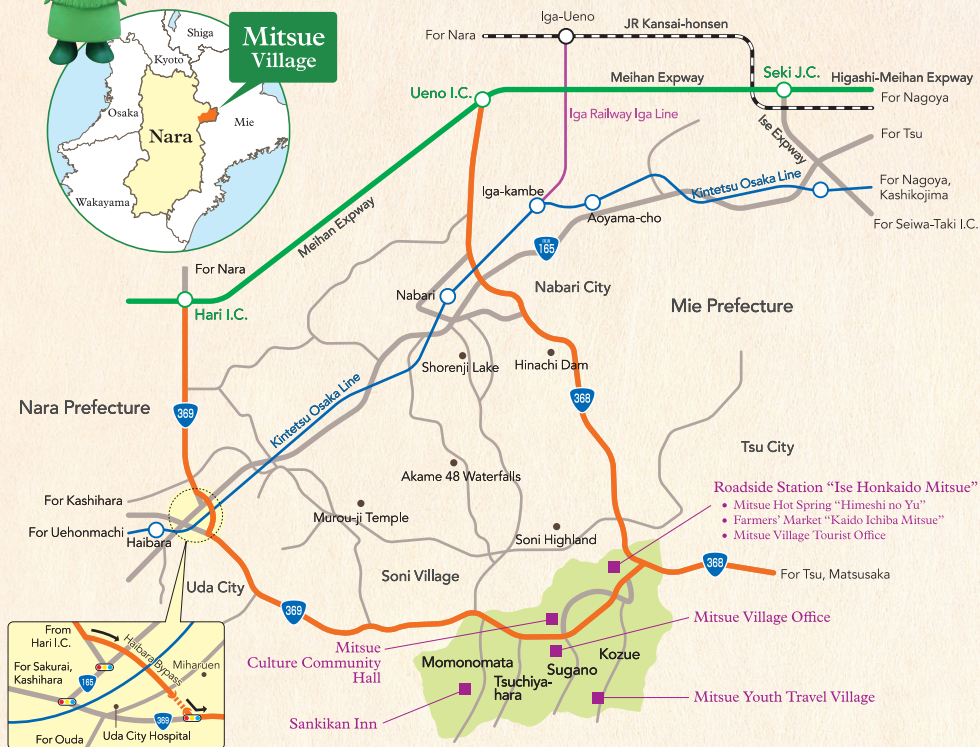 Shiga
Kyoto
Osaka
Nara
Mie
Wakayama
Mitsue
Village
Iga-Ueno
For Nara
JR Kansai-honsen
Meihan Expway
Seki J.C.
Higashi-Meihan Expway
For Nagoya
Ueno I.C.
Iga Railway Iga Line
Ise Expway
For Tsu
Iga-kambe
Kintetsu Osaka Line
For Nagoya,
Kashikojima
Aoyama-cho
For Seiwa-Taki I.C.
Meihan Expway
165
For Nara
Nabari
Nabari City
Hari I.C.
Mie Prefecture
Shorenji Lake
Hinachi Dam
Nara Prefecture
369
Kintetsu Osaka Line
368
Tsu City
Akame 48 Waterfalls
Roadside Station “Ise Honkaido Mitsue”
• Mitsue Hot Spring “Himeshi no Yu”
• Farmers’ Market “Kaido Ichiba Mitsue”
• Mitsue Village Tourist Office
For Kashihara
Murou-ji Temple
For Uehonmachi
Haibara
Soni Highland
368
For Tsu, Matsusaka
Uda City
Soni Village
369
Mitsue Village Office
Mitsue
Culture Community
Hall
Momonomata
Tsuchiya-
hara
Sugano
Kozue
Mitsue Youth Travel Village
Sankikan Inn
From
Hari I.C.
Haibara Bypass
For Sakurai,
Kashihara
Miharuen
165
369
For Ouda
Uda City Hospital